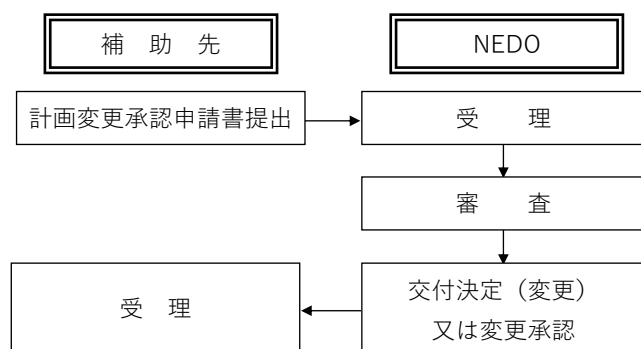 補　助　先
NEDO
計画変更承認申請書提出
受　　理
審　　査
交付決定（変更）
又は変更承認
受　理